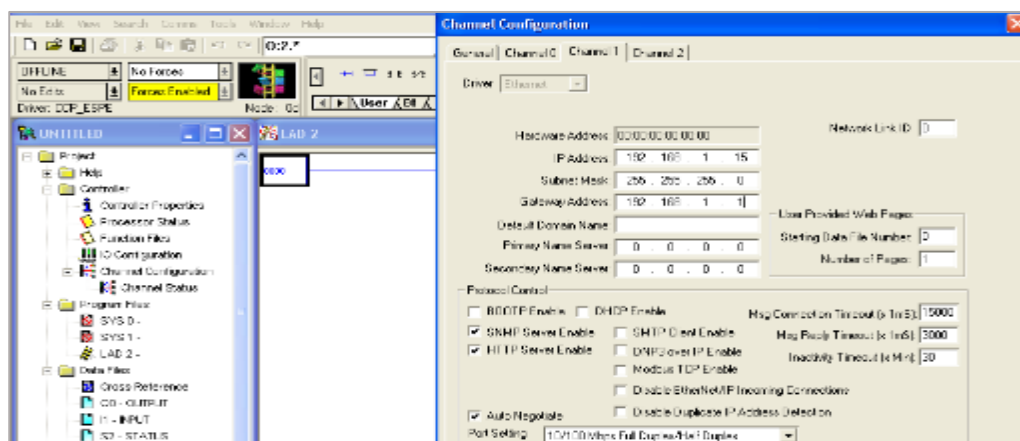 File Edit View Search Comms Tools Window Help
O:2.*
OFFLINE No Forces
No Edits Forces Enabled
Driver: CCP_ESPE Node: 0d
User Bit
UNTITLED
LAD 2
0000
Project
Help
Controller
Controller Properties
Processor Status
Function Files
IO Configuration
Channel Configuration
Channel Status
Program Files
SYS 0 -
SYS 1 -
LAD 2 -
Data Files
Cross Reference
O0 - OUTPUT
I1 - INPUT
S2 - STATUS
Channel Configuration
General Channel 0 Channel 1 Channel 2
Driver Ethernet
Hardware Address: 00:00:00:00:00:00 Network Link ID: 0
IP Address: 192 . 168 . 1 . 15
Subnet Mask: 255 . 255 . 255 . 0
Gateway Address: 192 . 168 . 1 . 1
Default Domain Name:
Primary Name Server: 0 . 0 . 0 . 0
Secondary Name Server: 0 . 0 . 0 . 0
User Provided Web Pages
Starting Data File Number: 0
Number of Pages: 1
Protocol Control
BOOTP Enable DHCP Enable Msg Connection Timeout (x 1mS): 15000
SNMP Server Enable SMTP Client Enable Msg Reply Timeout (x 1mS): 3000
HTTP Server Enable DNP3 over IP Enable Inactivity Timeout (x Min): 30
Modbus TCP Enable
Disable EtherNet/IP Incoming Connections
Auto Negotiate Disable Duplicate IP Address Detection
Port Setting 10/100 Mbps Full Duplex/Half Duplex